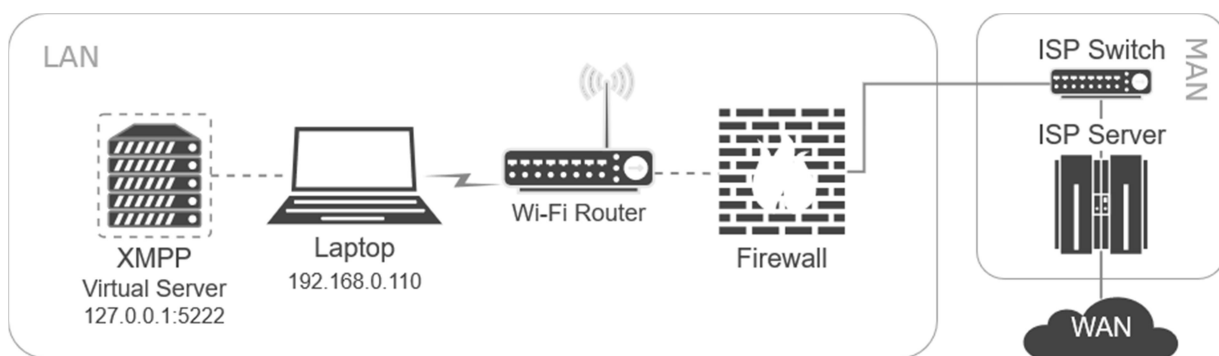 LAN
XMPP
Virtual Server
127.0.0.1:5222
Laptop
192.168.0.110
Wi-Fi Router
Firewall
MAN
ISP Switch
ISP Server
WAN